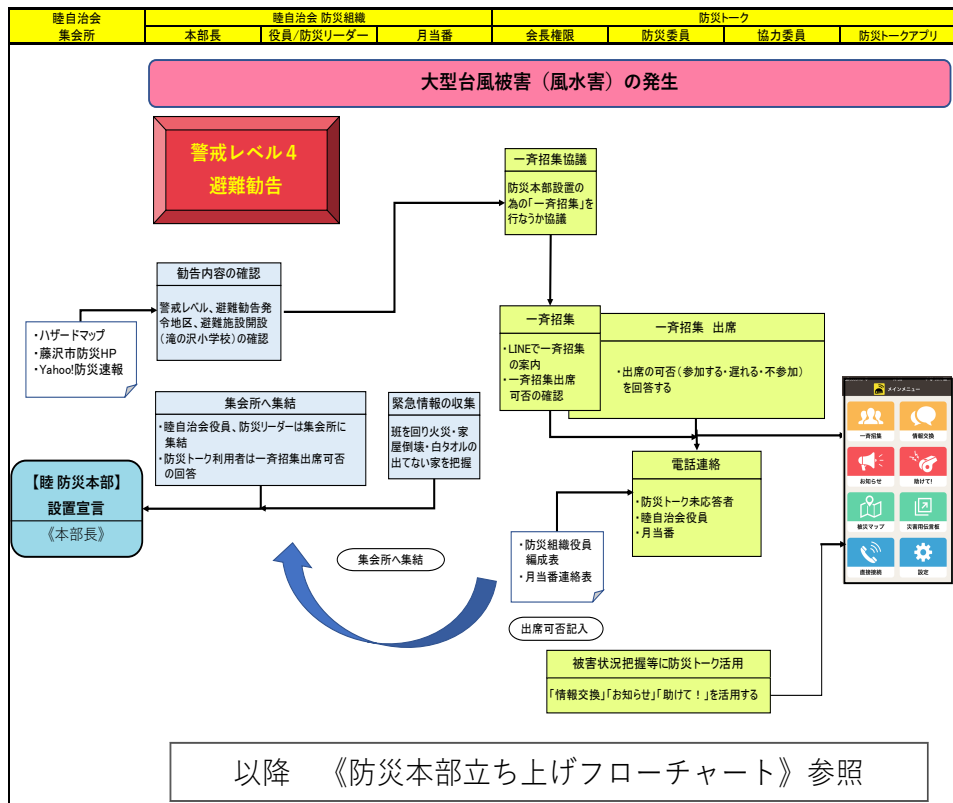 睦自治会
集会所
睦自治会 防災組織
防災トーク
本部長
役員/防災リーダー
月当番
会長権限
防災委員
協力委員
防災トークアプリ
大型台風被害（風水害）の発生
警戒レベル４
避難勧告
一斉招集協議
防災本部設置の
為の「一斉招集」を
行なうか協議
勧告内容の確認
警戒レベル、避難勧告発
令地区、避難施設開設
（滝の沢小学校）の確認
・ハザードマップ
・藤沢市防災HP
・Yahoo!防災速報
一斉招集
・LINEで一斉招集
の案内
・一斉招集出席
可否の確認
一斉招集 出席
・出席の可否（参加する・遅れる・不参加）
を回答する
集会所へ集結
・睦自治会役員、防災リーダーは集会所に
集結
・防災トーク利用者は一斉招集出席可否
の回答
緊急情報の収集
班を回り火災・家
屋倒壊・白タオルの
出てない家を把握
【睦 防災本部】
設置宣言
《本部長》
電話連絡
・防災トーク未応答者
・睦自治会役員
・月当番
・防災組織役員
編成表
・月当番連絡表
集会所へ集結
出席可否記入
メインメニュー
一斉招集
情報交換
お知らせ
助けて!
被災マップ
災害用伝言板
直接接続
設定
被害状況把握等に防災トーク活用
「情報交換」「お知らせ」「助けて！」を活用する
以降　《防災本部立ち上げフローチャート》参照